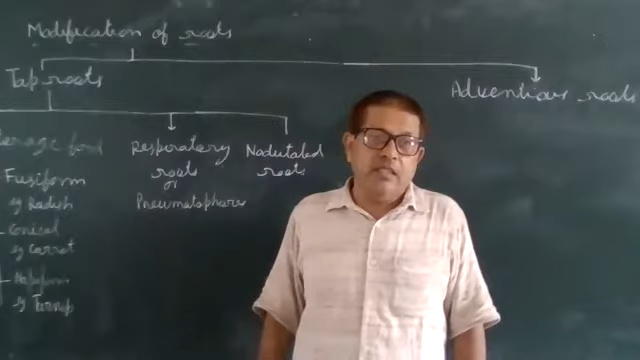 Modification of roots
Tap roots
Adventious roots
Respiratory
roots
or
Pneumatophore
Nodulated
roots
Storage food
Fusiform
eg Radish
Conical
eg Carrot
Napiform
eg Turnip